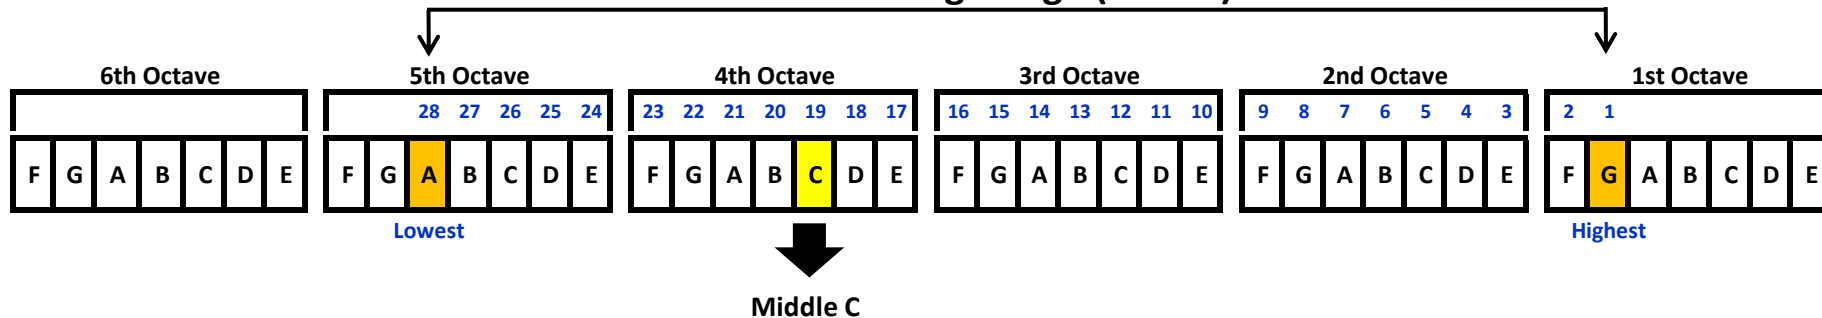 6th Octave 5th Octave 4th Octave 3rd Octave 2nd Octave 1st Octave
28 27 26 25 24 23 22 21 20 19 18 17 16 15 14 13 12 11 10 9 8 7 6 5 4 3 2 1
F G A B C D E F G A B C D E F G A B C D E F G A B C D E F G A B C D E F G A B C D E
Lowest Highest
Middle C